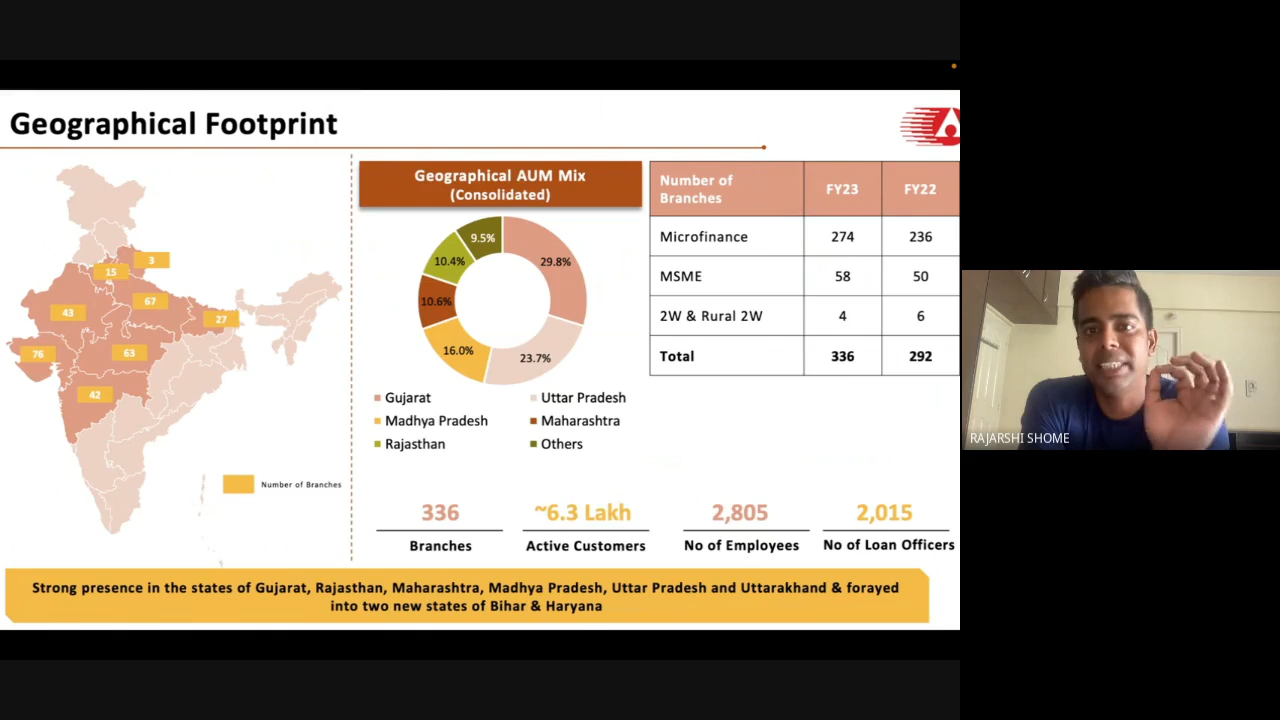 Geographical Footprint
3
15
67
43
27
76
63
42
Number of Branches
Geographical AUM Mix
(Consolidated)
9.5%
29.8%
10.4%
10.6%
16.0%
23.7%
Gujarat
Uttar Pradesh
Madhya Pradesh
Maharashtra
Rajasthan
Others
Number of Branches FY23 FY22
Microfinance 274 236
MSME 58 50
2W & Rural 2W 4 6
Total 336 292
336
Branches
~6.3 Lakh
Active Customers
2,805
No of Employees
2,015
No of Loan Officers
Strong presence in the states of Gujarat, Rajasthan, Maharashtra, Madhya Pradesh, Uttar Pradesh and Uttarakhand & forayed
into two new states of Bihar & Haryana
RAJARSHI SHOME